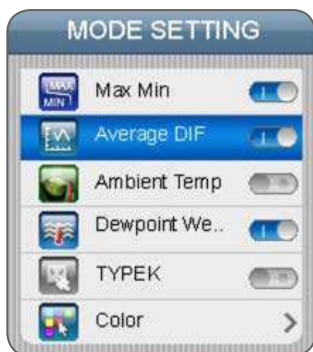 MODE SETTING
MAX
MIN
Max Min
Average DIF
Ambient Temp
Dewpoint We..
TYPEK
Color